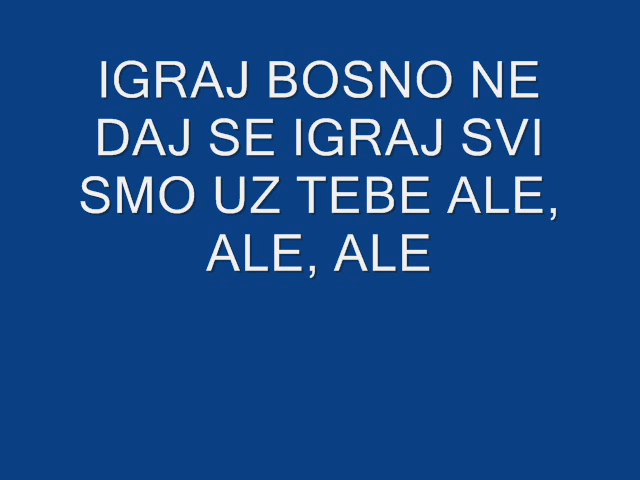 IGRAJ BOSNO NE
DAJ SE IGRAJ SVI
SMO UZ TEBE ALE,
ALE, ALE